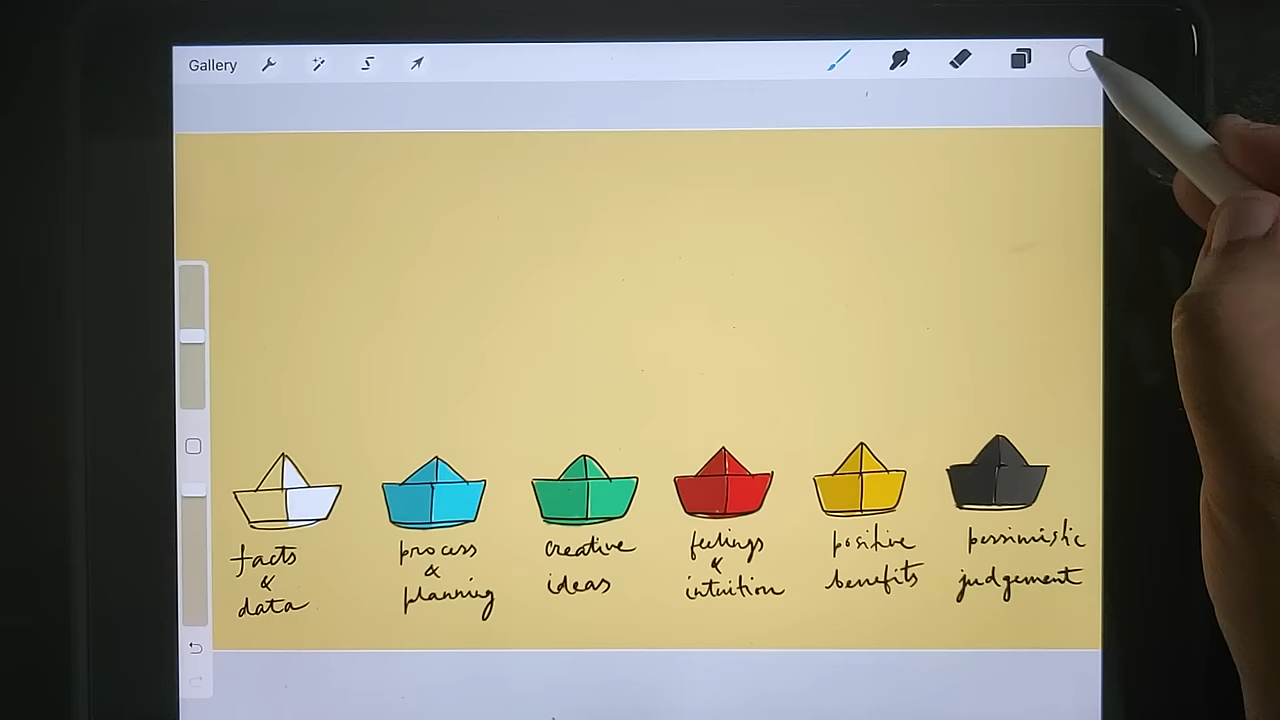 Gallery
facts
&
data
process
&
planning
creative
ideas
feelings
&
intuition
positive
benefits
pessimistic
judgement